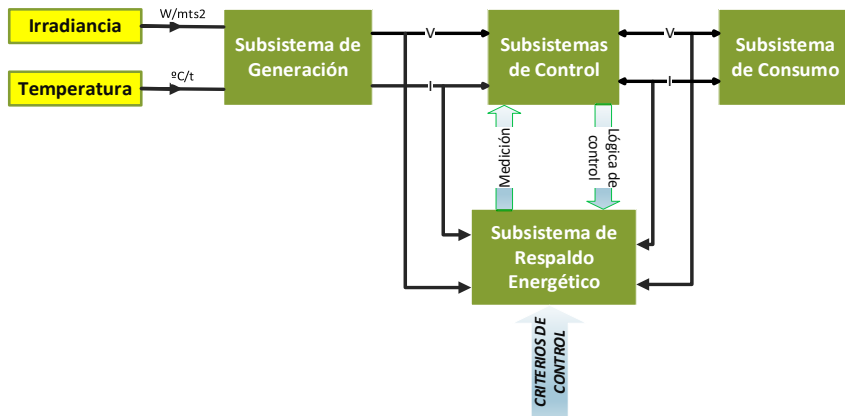 Irradiancia
W/mts2
Temperatura
ºC/t
Subsistema de
Generación
V
I
Subsistemas
de Control
V
I
Subsistema
de Consumo
Medición
Lógica de
control
Subsistema de
Respaldo
Energético
CRITERIOS DE
CONTROL